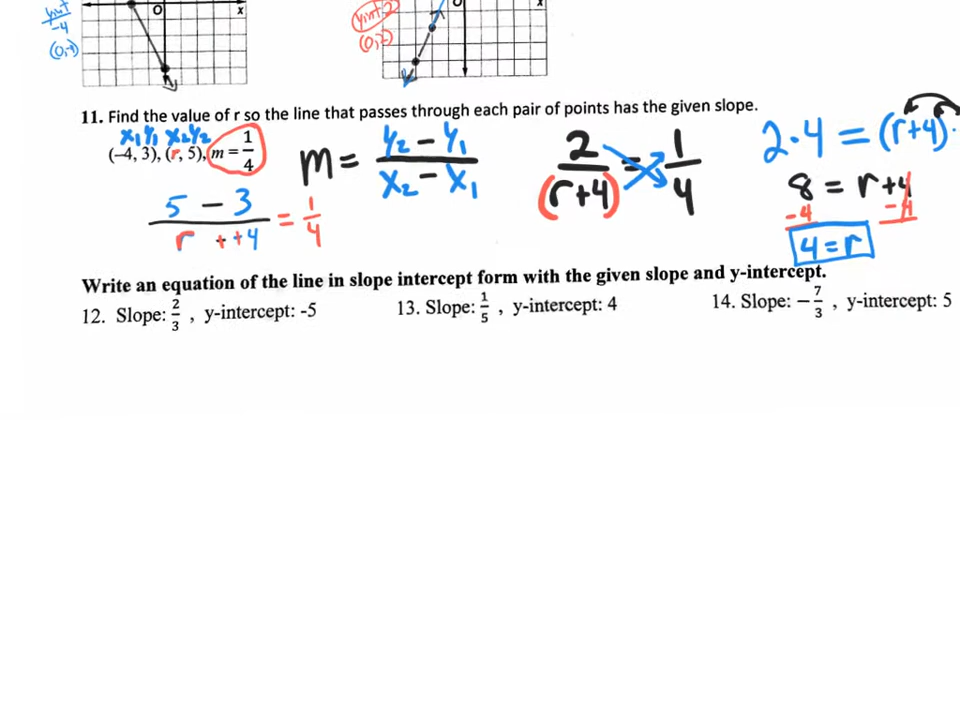 y int
-4
(0,-4)
O
x
y int -2
(0,-2)
O
x
11. Find the value of r so the line that passes through each pair of points has the given slope.
x₁ y₁ x₂ y₂
(-4, 3), (r, 5), m = 1/4
m = y₂ - y₁ / x₂ - x₁
2/(r+4) = 1/4
2·4 = (r+4)·
8 = r+4
-4 -4
4 = r
5 - 3 / r + +4 = 1/4
Write an equation of the line in slope intercept form with the given slope and y-intercept.
12. Slope: 2/3 , y-intercept: -5
13. Slope: 1/5 , y-intercept: 4
14. Slope: -7/3 , y-intercept: 5